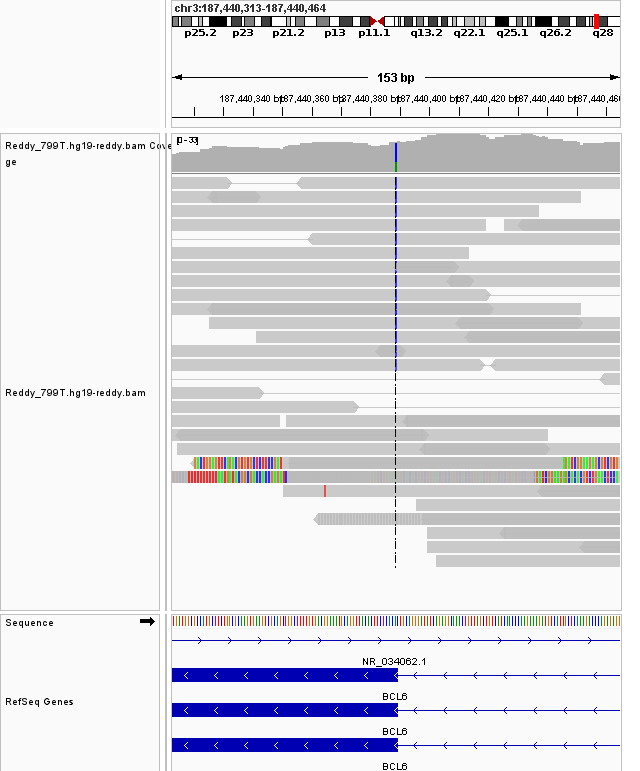 chr3:187,440,313-187,440,464
p25.2 p23 p21.2 p13 p11.1 q13.2 q22.1 q25.1 q26.2 q28
153 bp
187,440,340 bp 187,440,360 bp 187,440,380 bp 187,440,400 bp 187,440,420 bp 187,440,440 bp 187,440,460
Reddy_799T.hg19-reddy.bam Cove
ge
[0-33]
Reddy_799T.hg19-reddy.bam
Sequence
NR_034062.1
BCL6
RefSeq Genes
BCL6
BCL6